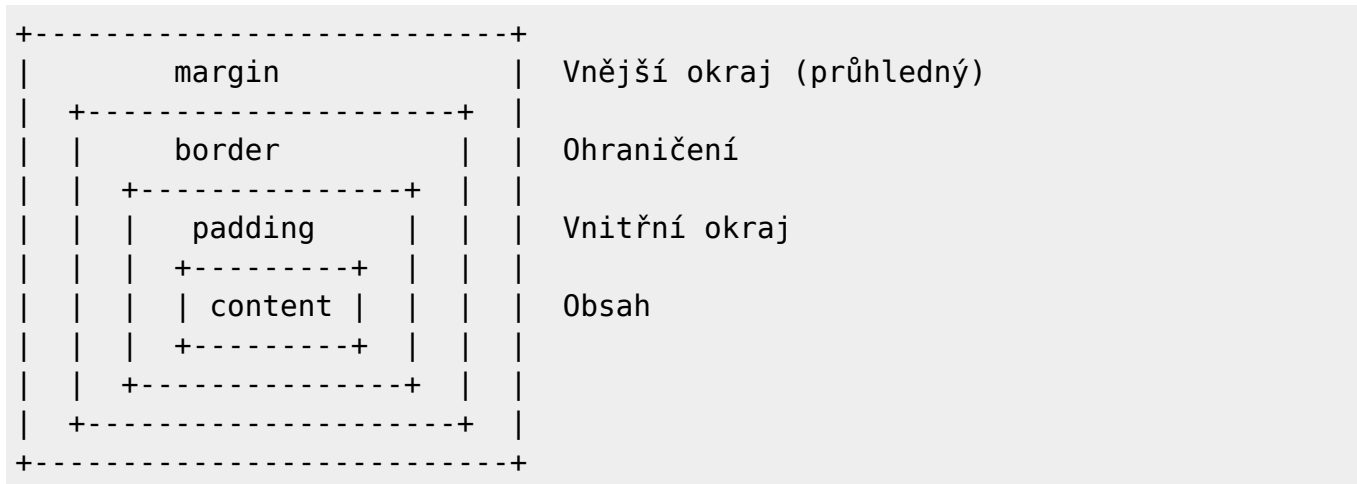 +---------------------------+
|        margin             |  Vnější okraj (průhledný)
|  +---------------------+  |
|  |     border          |  |  Ohraničení
|  |  +---------------+  |  |
|  |  |   padding     |  |  |  Vnitřní okraj
|  |  |  +---------+  |  |  |
|  |  |  | content |  |  |  |  Obsah
|  |  |  +---------+  |  |  |
|  |  +---------------+  |  |
|  +---------------------+  |
+---------------------------+